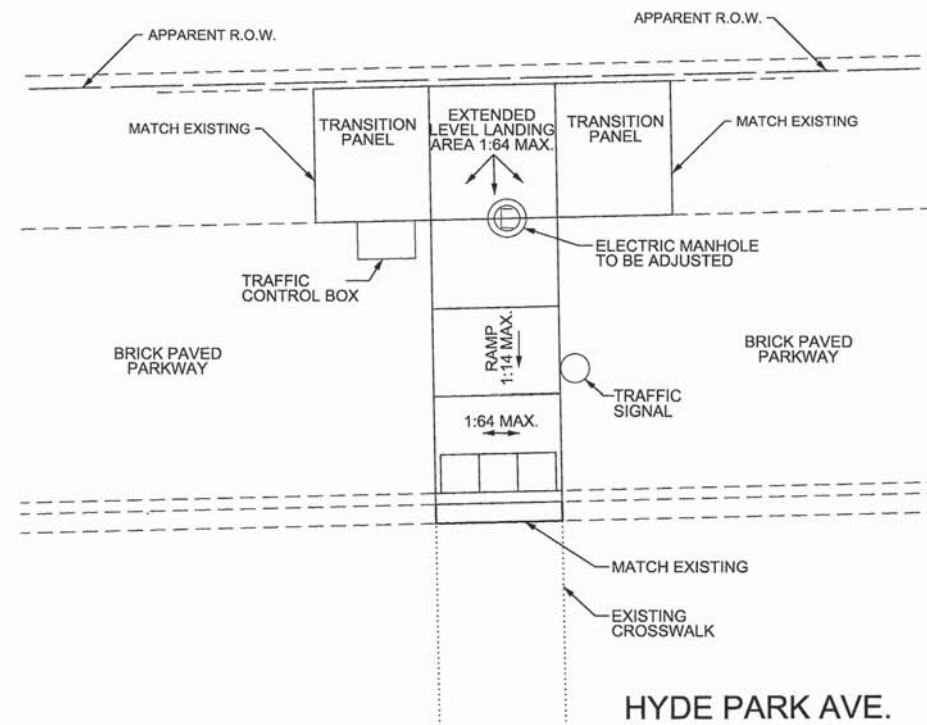 APPARENT R.O.W.
APPARENT R.O.W.
MATCH EXISTING
TRANSITION
PANEL
EXTENDED
LEVEL LANDING
AREA 1:64 MAX.
TRANSITION
PANEL
MATCH EXISTING
ELECTRIC MANHOLE
TO BE ADJUSTED
TRAFFIC
CONTROL BOX
BRICK PAVED
PARKWAY
RAMP
1:14 MAX.
BRICK PAVED
PARKWAY
TRAFFIC
SIGNAL
1:64 MAX.
MATCH EXISTING
EXISTING
CROSSWALK
HYDE PARK AVE.